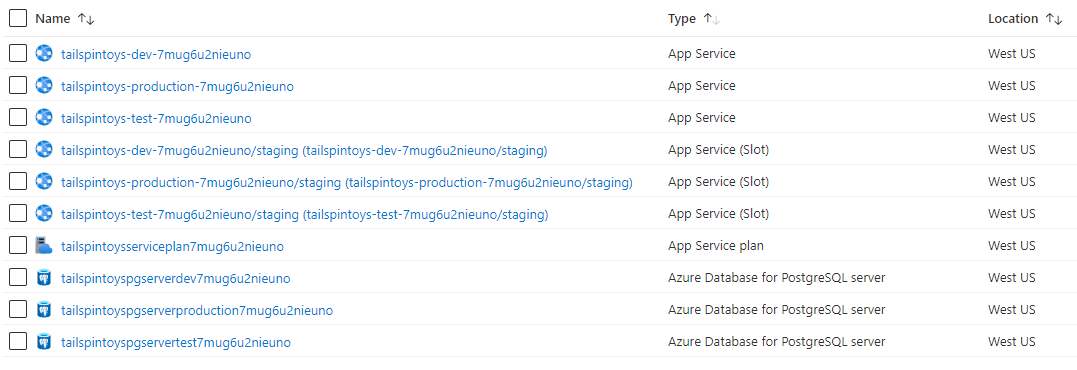 Name ↑↓ Type ↑↓ Location ↑↓
tailspintoys-dev-7mug6u2nieuno App Service West US
tailspintoys-production-7mug6u2nieuno App Service West US
tailspintoys-test-7mug6u2nieuno App Service West US
tailspintoys-dev-7mug6u2nieuno/staging (tailspintoys-dev-7mug6u2nieuno/staging) App Service (Slot) West US
tailspintoys-production-7mug6u2nieuno/staging (tailspintoys-production-7mug6u2nieuno/staging) App Service (Slot) West US
tailspintoys-test-7mug6u2nieuno/staging (tailspintoys-test-7mug6u2nieuno/staging) App Service (Slot) West US
tailspintoysserviceplan7mug6u2nieuno App Service plan West US
tailspintoyspgserverdev7mug6u2nieuno Azure Database for PostgreSQL server West US
tailspintoyspgserverproduction7mug6u2nieuno Azure Database for PostgreSQL server West US
tailspintoyspgservertest7mug6u2nieuno Azure Database for PostgreSQL server West US